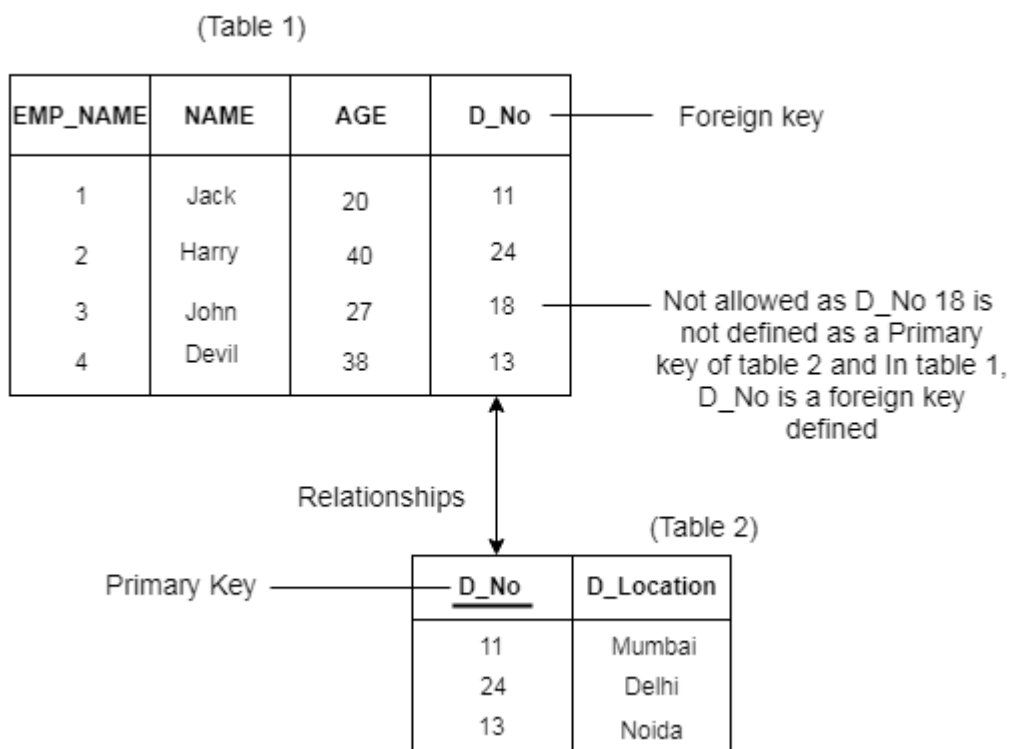 (Table 1)
EMP_NAME NAME AGE D_No Foreign key
1 Jack 20 11
2 Harry 40 24
3 John 27 18
4 Devil 38 13
Not allowed as D_No 18 is
not defined as a Primary
key of table 2 and In table 1,
D_No is a foreign key
defined
Relationships
(Table 2)
Primary Key D_No D_Location
11 Mumbai
24 Delhi
13 Noida